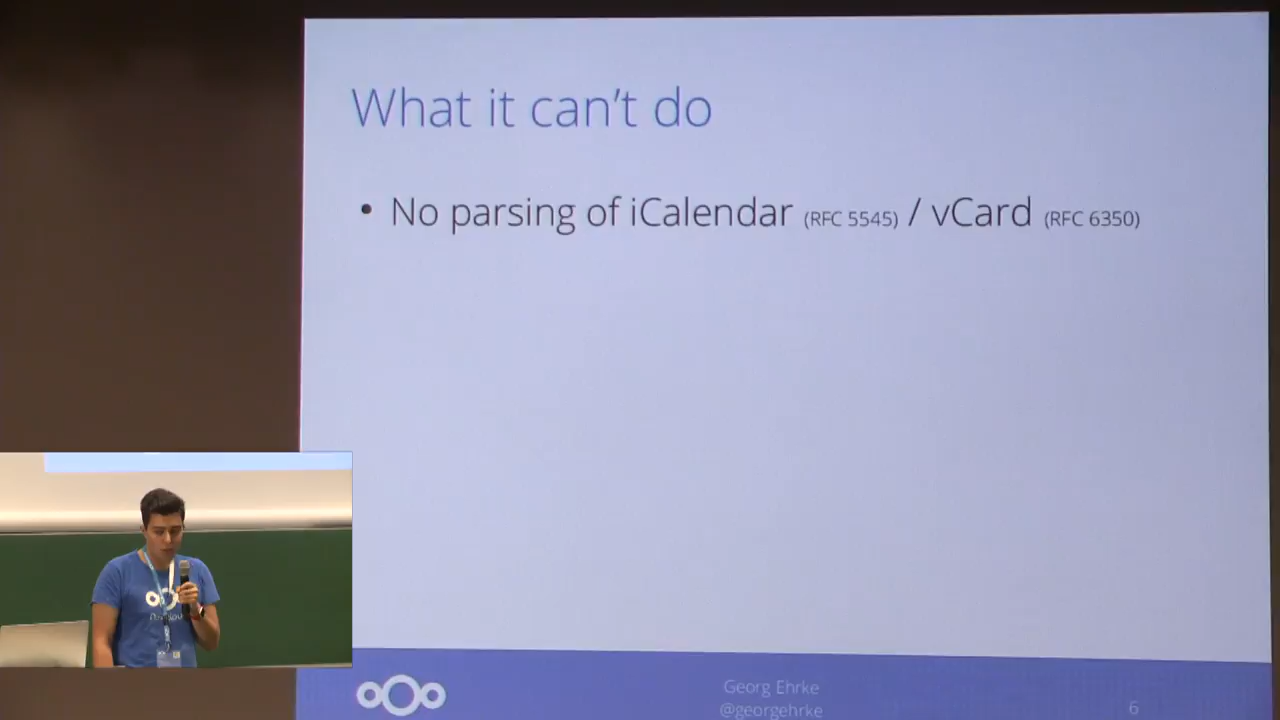 What it can't do
• No parsing of iCalendar (RFC 5545) / vCard (RFC 6350)
Georg Ehrke
@georgehrke
6